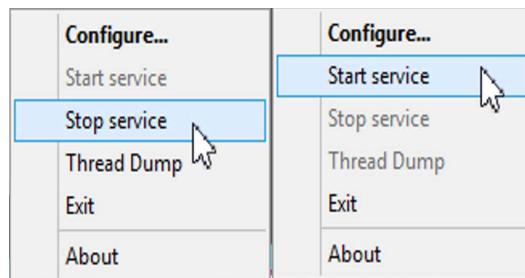 Configure...
Start service
Stop service
Thread Dump
Exit
About
Configure...
Start service
Stop service
Thread Dump
Exit
About